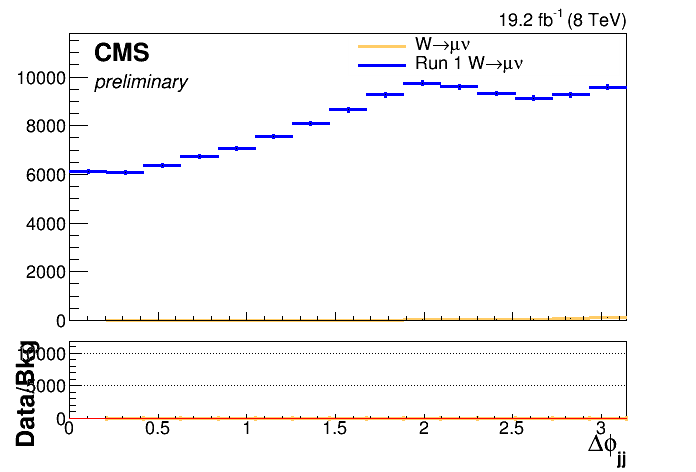 19.2 fb-1 (8 TeV)
CMS
preliminary
W→μν
Run 1 W→μν
10000
8000
6000
4000
2000
0
Data/Bkg
5000
0
0 0.5 1 1.5 2 2.5 3
Δϕjj